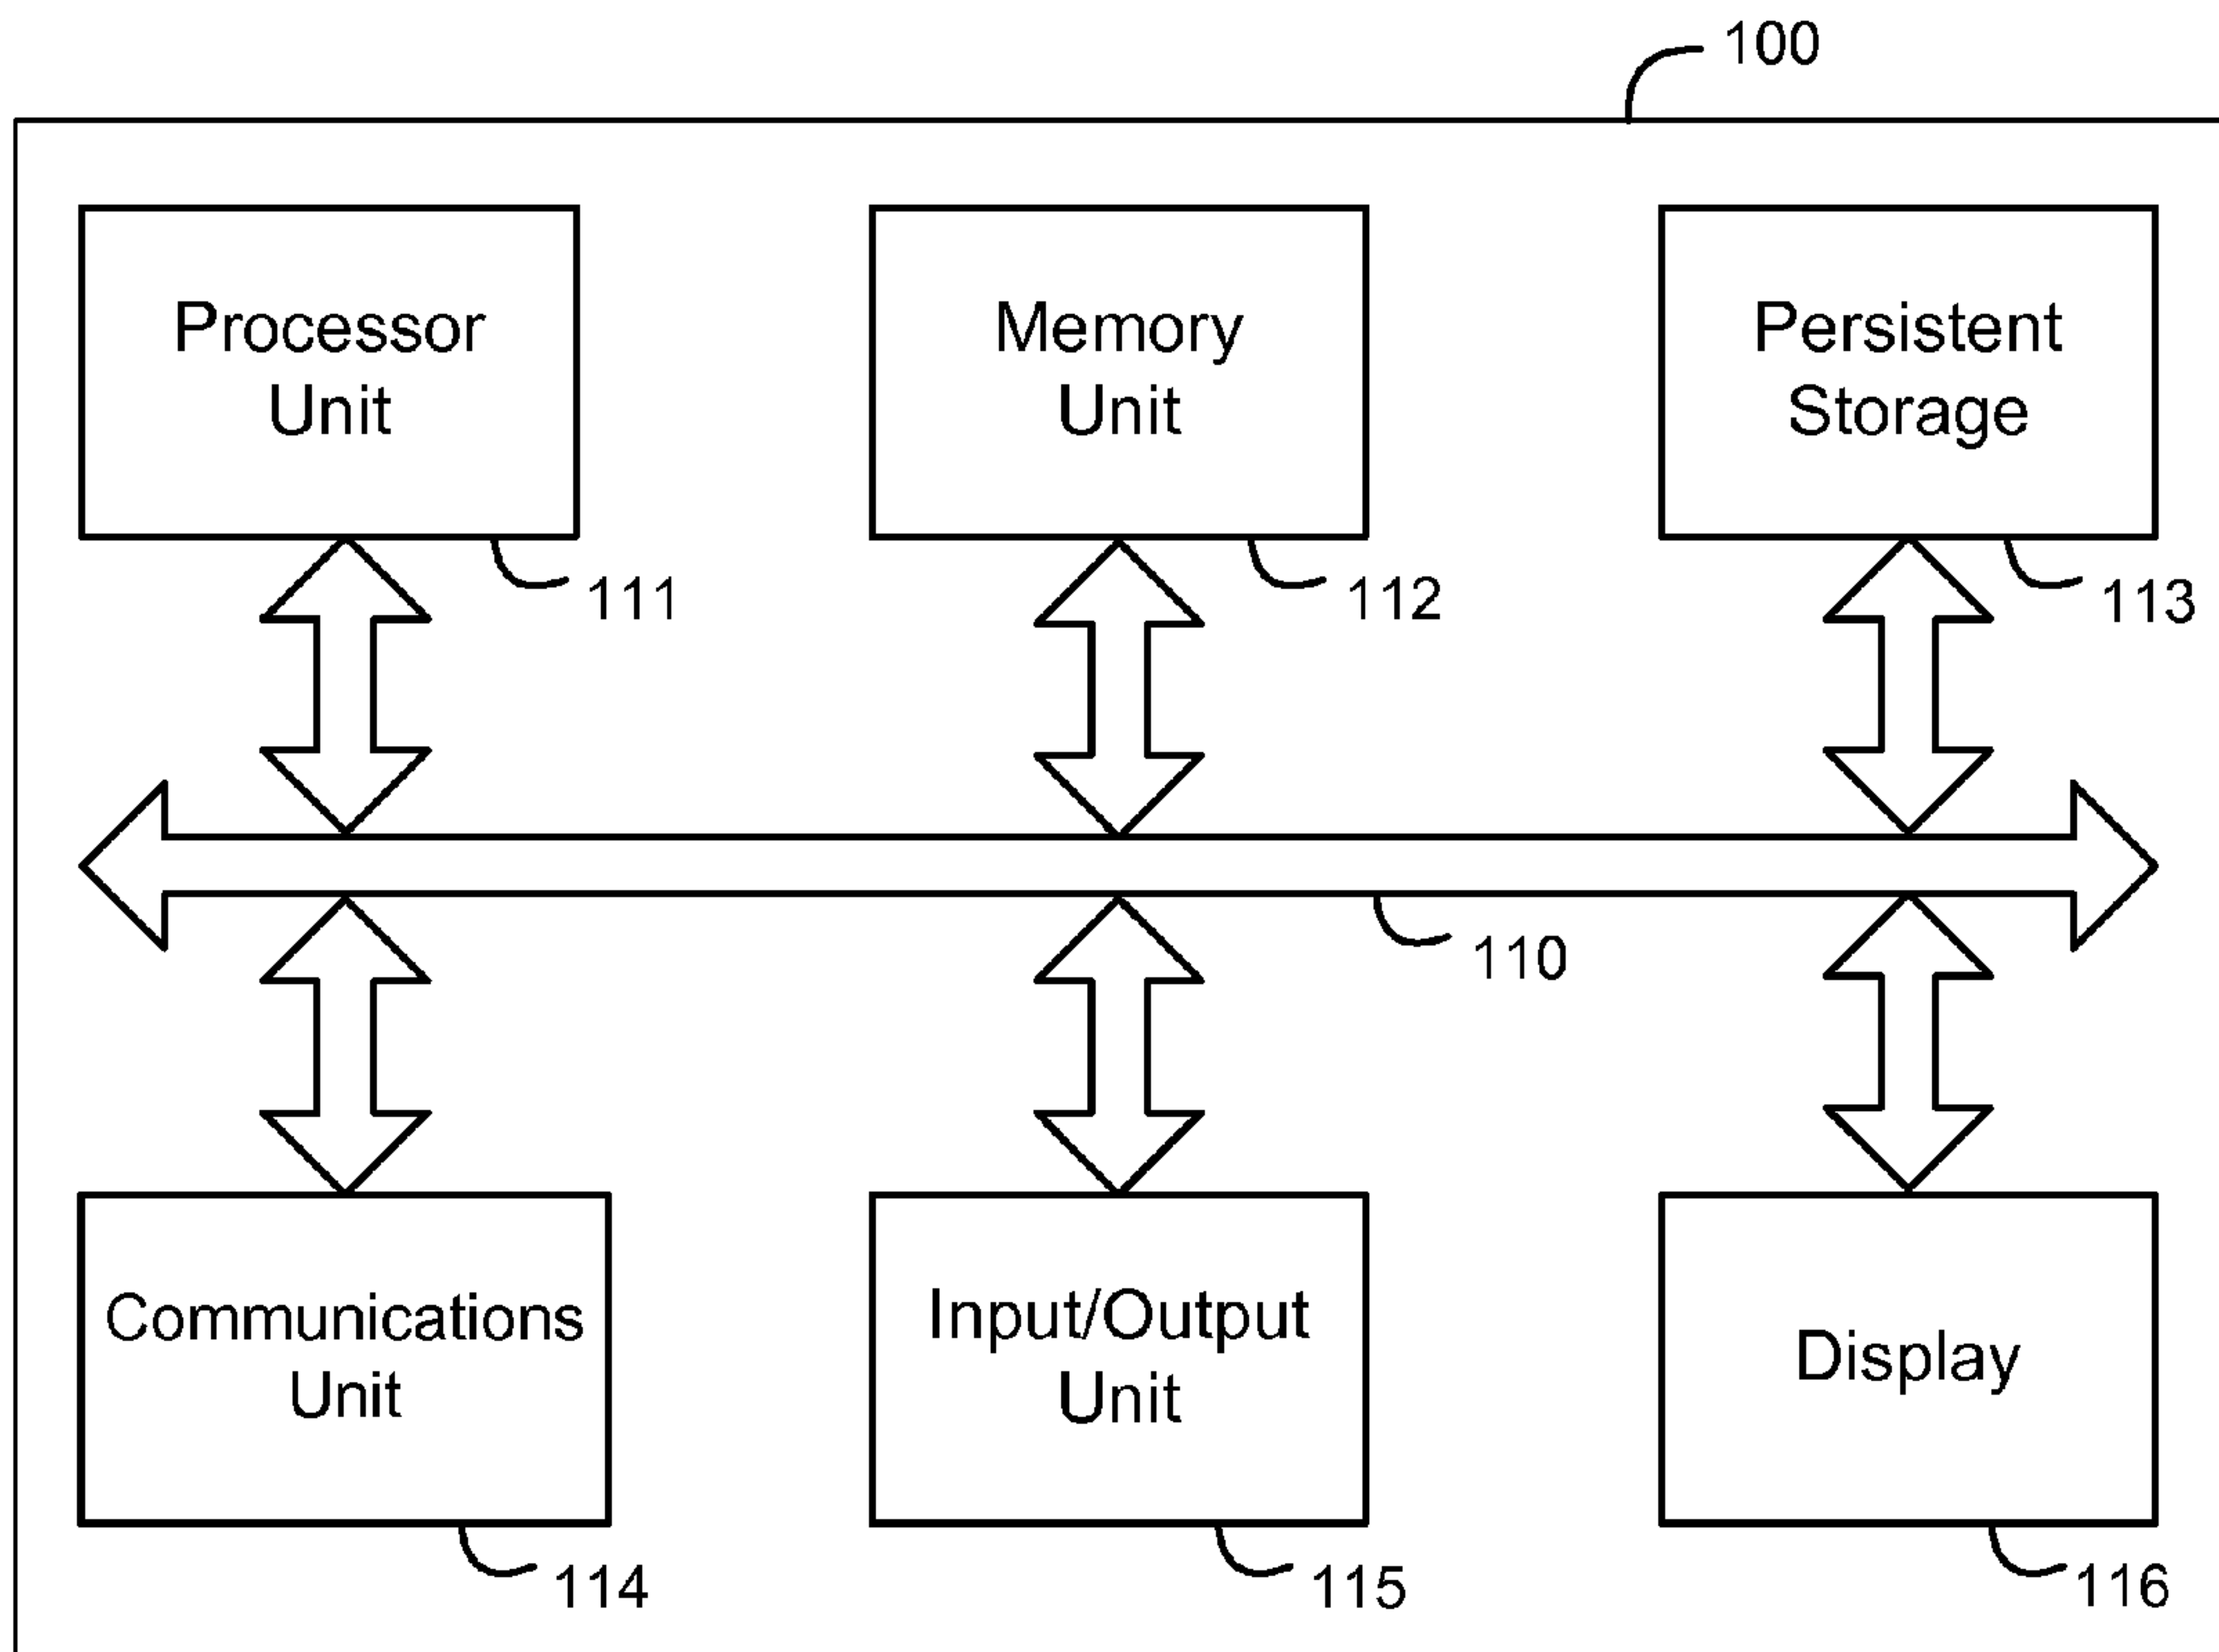 100
Processor
Unit
Memory
Unit
Persistent
Storage
111
112
113
110
Communications
Unit
Input/Output
Unit
Display
114
115
116